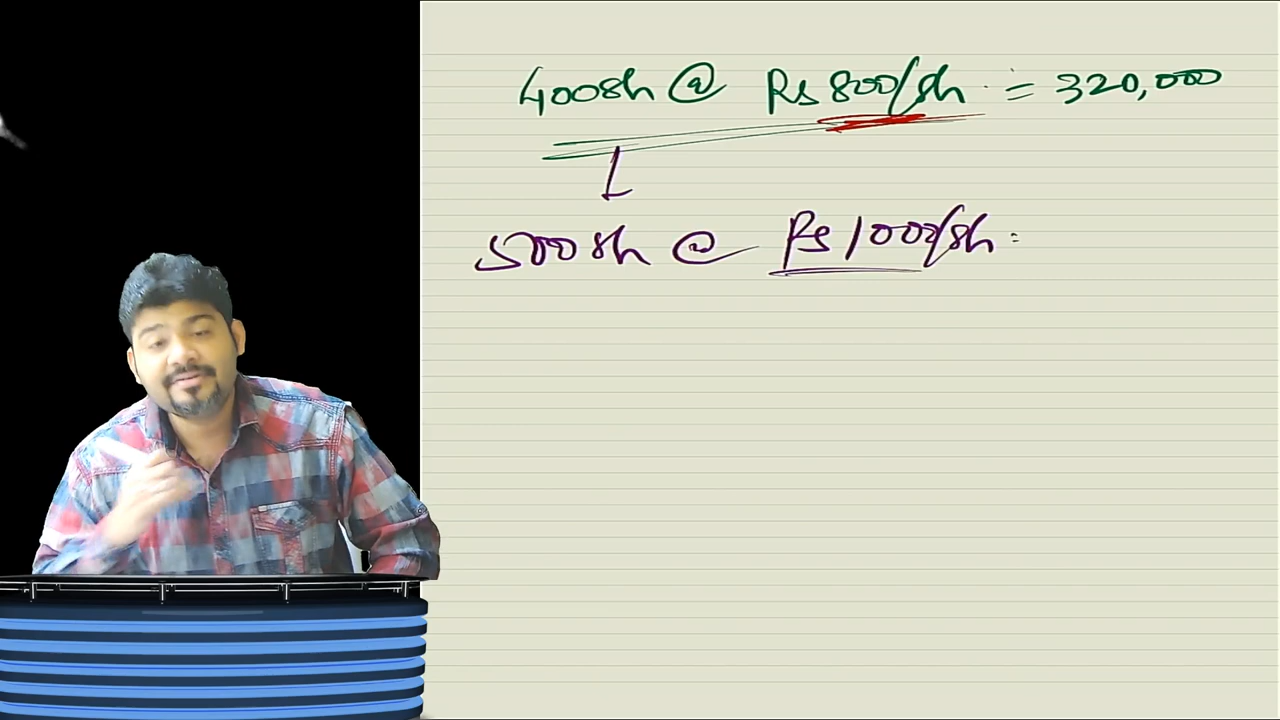 400sh @ Rs 800/sh = 320,000
500sh @ Rs 1000/sh =